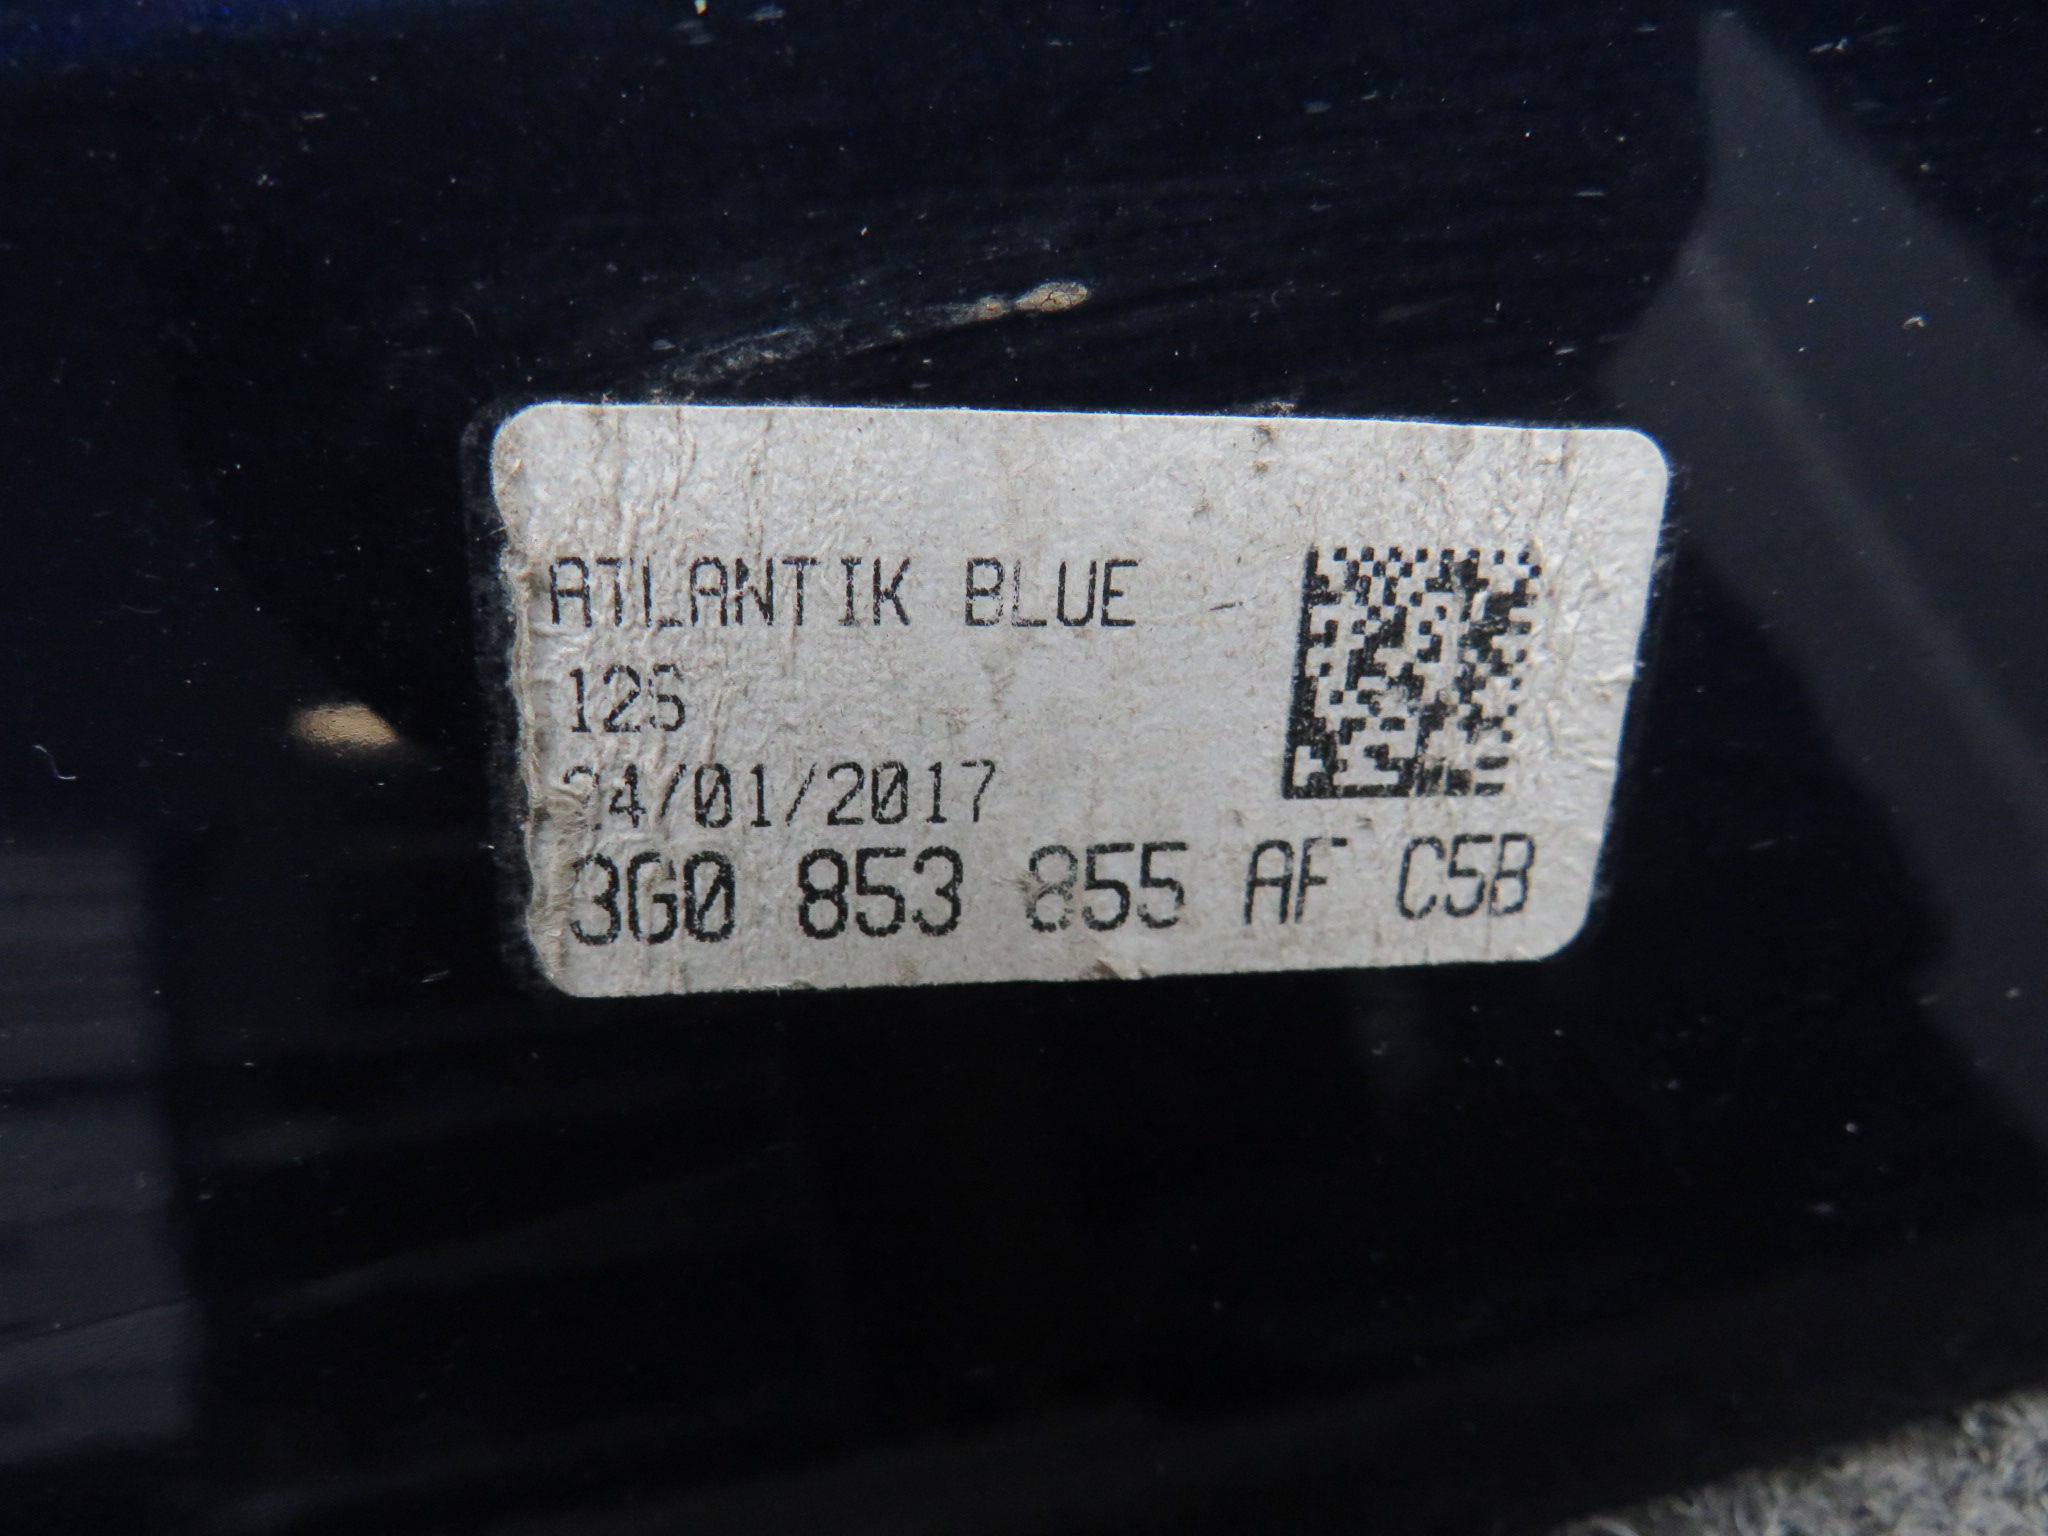 ATLANTIK BLUE
12S
24/01/2017
3G0 853 855 AF C5B